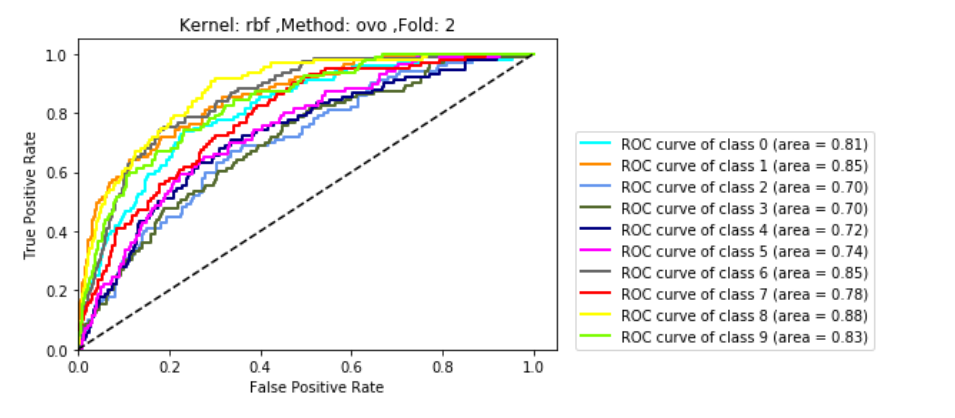 Kernel: rbf ,Method: ovo ,Fold: 2
True Positive Rate
1.0
0.8
0.6
0.4
0.2
0.0
0.0 0.2 0.4 0.6 0.8 1.0
False Positive Rate
ROC curve of class 0 (area = 0.81)
ROC curve of class 1 (area = 0.85)
ROC curve of class 2 (area = 0.70)
ROC curve of class 3 (area = 0.70)
ROC curve of class 4 (area = 0.72)
ROC curve of class 5 (area = 0.74)
ROC curve of class 6 (area = 0.85)
ROC curve of class 7 (area = 0.78)
ROC curve of class 8 (area = 0.88)
ROC curve of class 9 (area = 0.83)